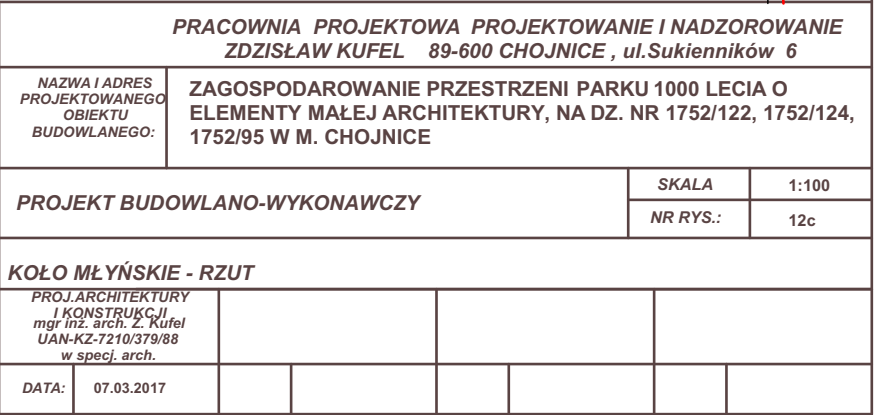 PRACOWNIA PROJEKTOWA PROJEKTOWANIE I NADZOROWANIE
ZDZISŁAW KUFEL 89-600 CHOJNICE , ul.Sukienników 6
NAZWA I ADRES
PROJEKTOWANEGO
OBIEKTU
BUDOWLANEGO:
ZAGOSPODAROWANIE PRZESTRZENI PARKU 1000 LECIA O
ELEMENTY MAŁEJ ARCHITEKTURY, NA DZ. NR 1752/122, 1752/124,
1752/95 W M. CHOJNICE
PROJEKT BUDOWLANO-WYKONAWCZY
SKALA 1:100
NR RYS.: 12c
KOŁO MŁYŃSKIE - RZUT
PROJ.ARCHITEKTURY
I KONSTRUKCJI
mgr inż. arch. Z. Kufel
UAN-KZ-7210/379/88
w specj. arch.
DATA: 07.03.2017